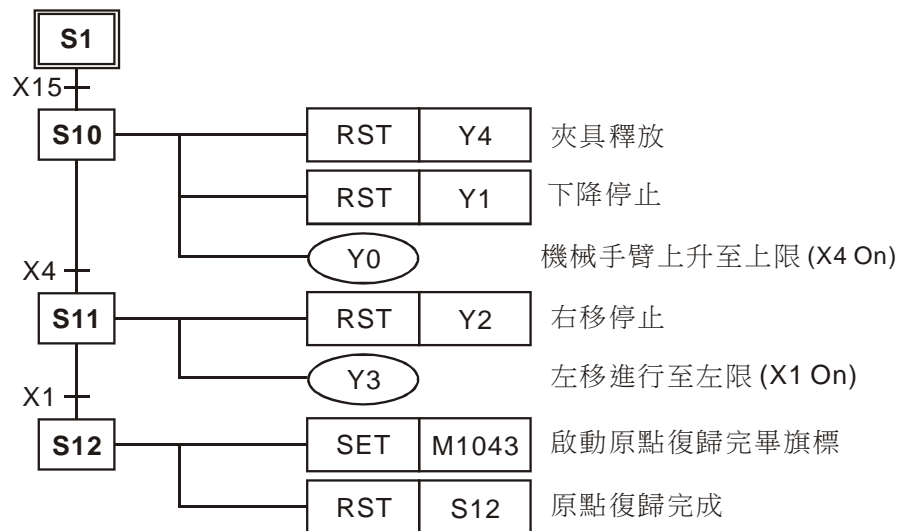 S1
X15
S10 RST Y4 夾具釋放
RST Y1 下降停止
Y0 機械手臂上升至上限 (X4 On)
X4
S11 RST Y2 右移停止
Y3 左移進行至左限 (X1 On)
X1
S12 SET M1043 啟動原點復歸完畢旗標
RST S12 原點復歸完成